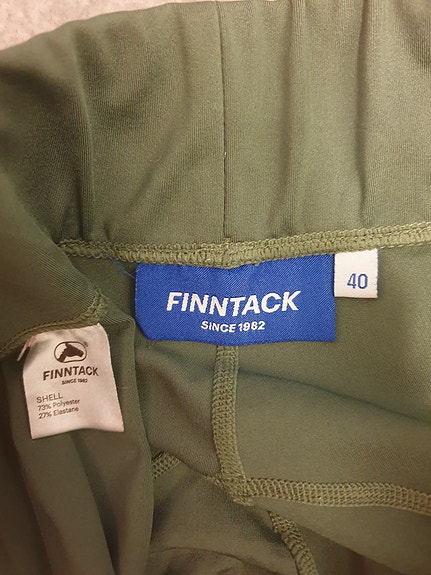 FINNTACK
SINCE 1982
40
FINNTACK
SINCE 1982
SHELL
73% Polyester
27% Elastane